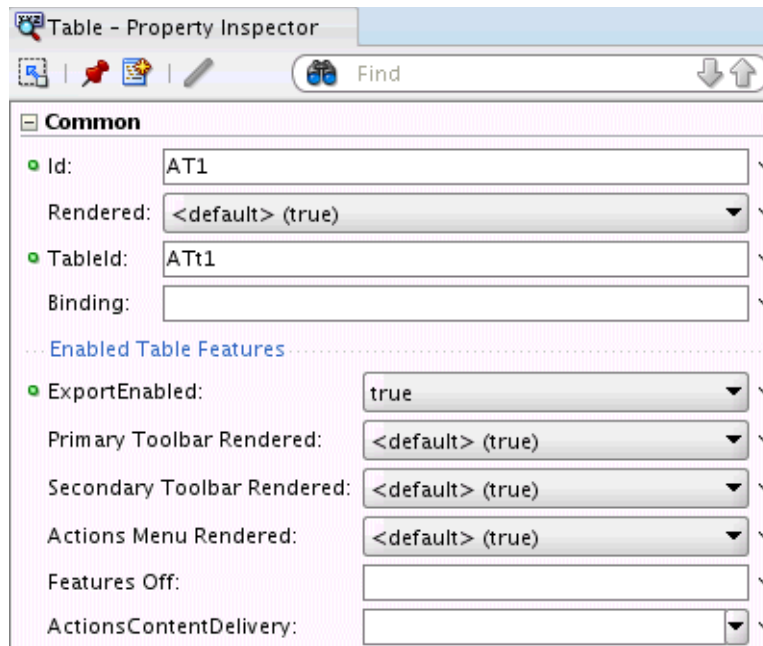 Table - Property Inspector
Find
Common
Id: AT1
Rendered: <default> (true)
TableId: ATt1
Binding:
Enabled Table Features
ExportEnabled: true
Primary Toolbar Rendered: <default> (true)
Secondary Toolbar Rendered: <default> (true)
Actions Menu Rendered: <default> (true)
Features Off:
ActionsContentDelivery: